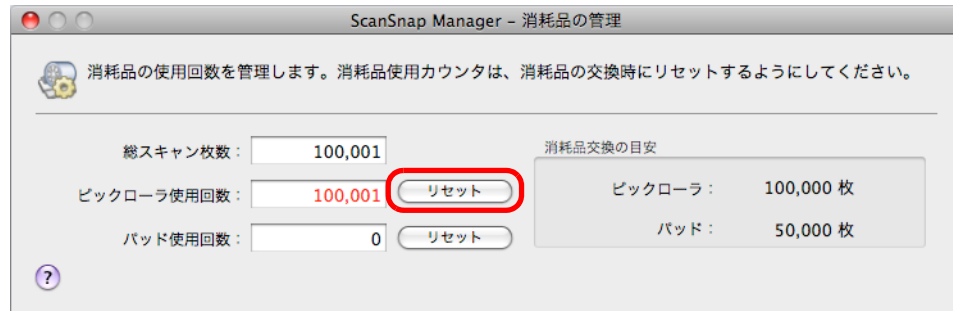 ScanSnap Manager – 消耗品の管理
消耗品の使用回数を管理します。消耗品使用カウンタは、消耗品の交換時にリセットするようにしてください。
総スキャン枚数： 100,001
ピックローラ使用回数： 100,001 リセット
パッド使用回数： 0 リセット
消耗品交換の目安
ピックローラ： 100,000 枚
パッド： 50,000 枚
?